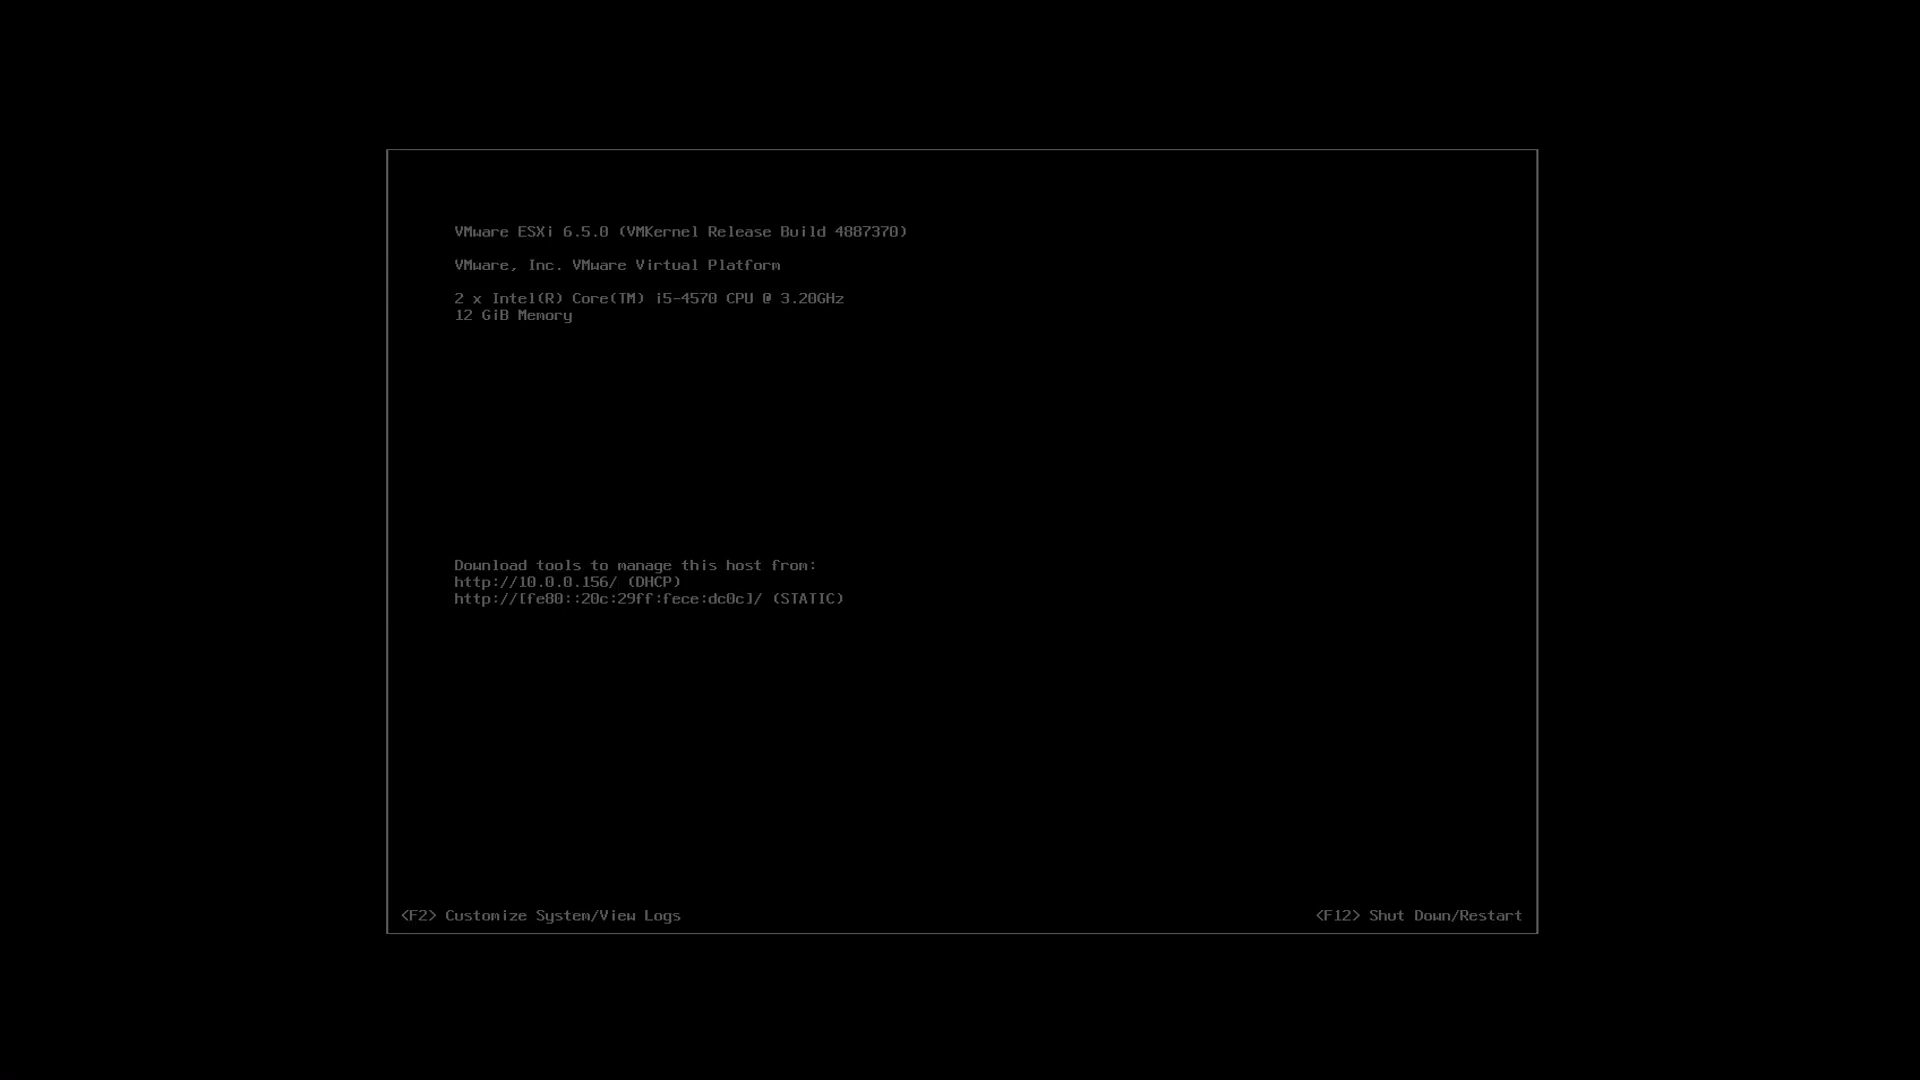 VMware ESXi 6.5.0 (VMKernel Release Build 4887370)
VMware, Inc. VMware Virtual Platform
2 x Intel(R) Core(TM) i5-4570 CPU @ 3.20GHz
12 GiB Memory
Download tools to manage this host from:
http://10.0.0.156/ (DHCP)
http://[fe80::20c:29ff:fece:dc0c]/ (STATIC)
<F2> Customize System/View Logs
<F12> Shut Down/Restart